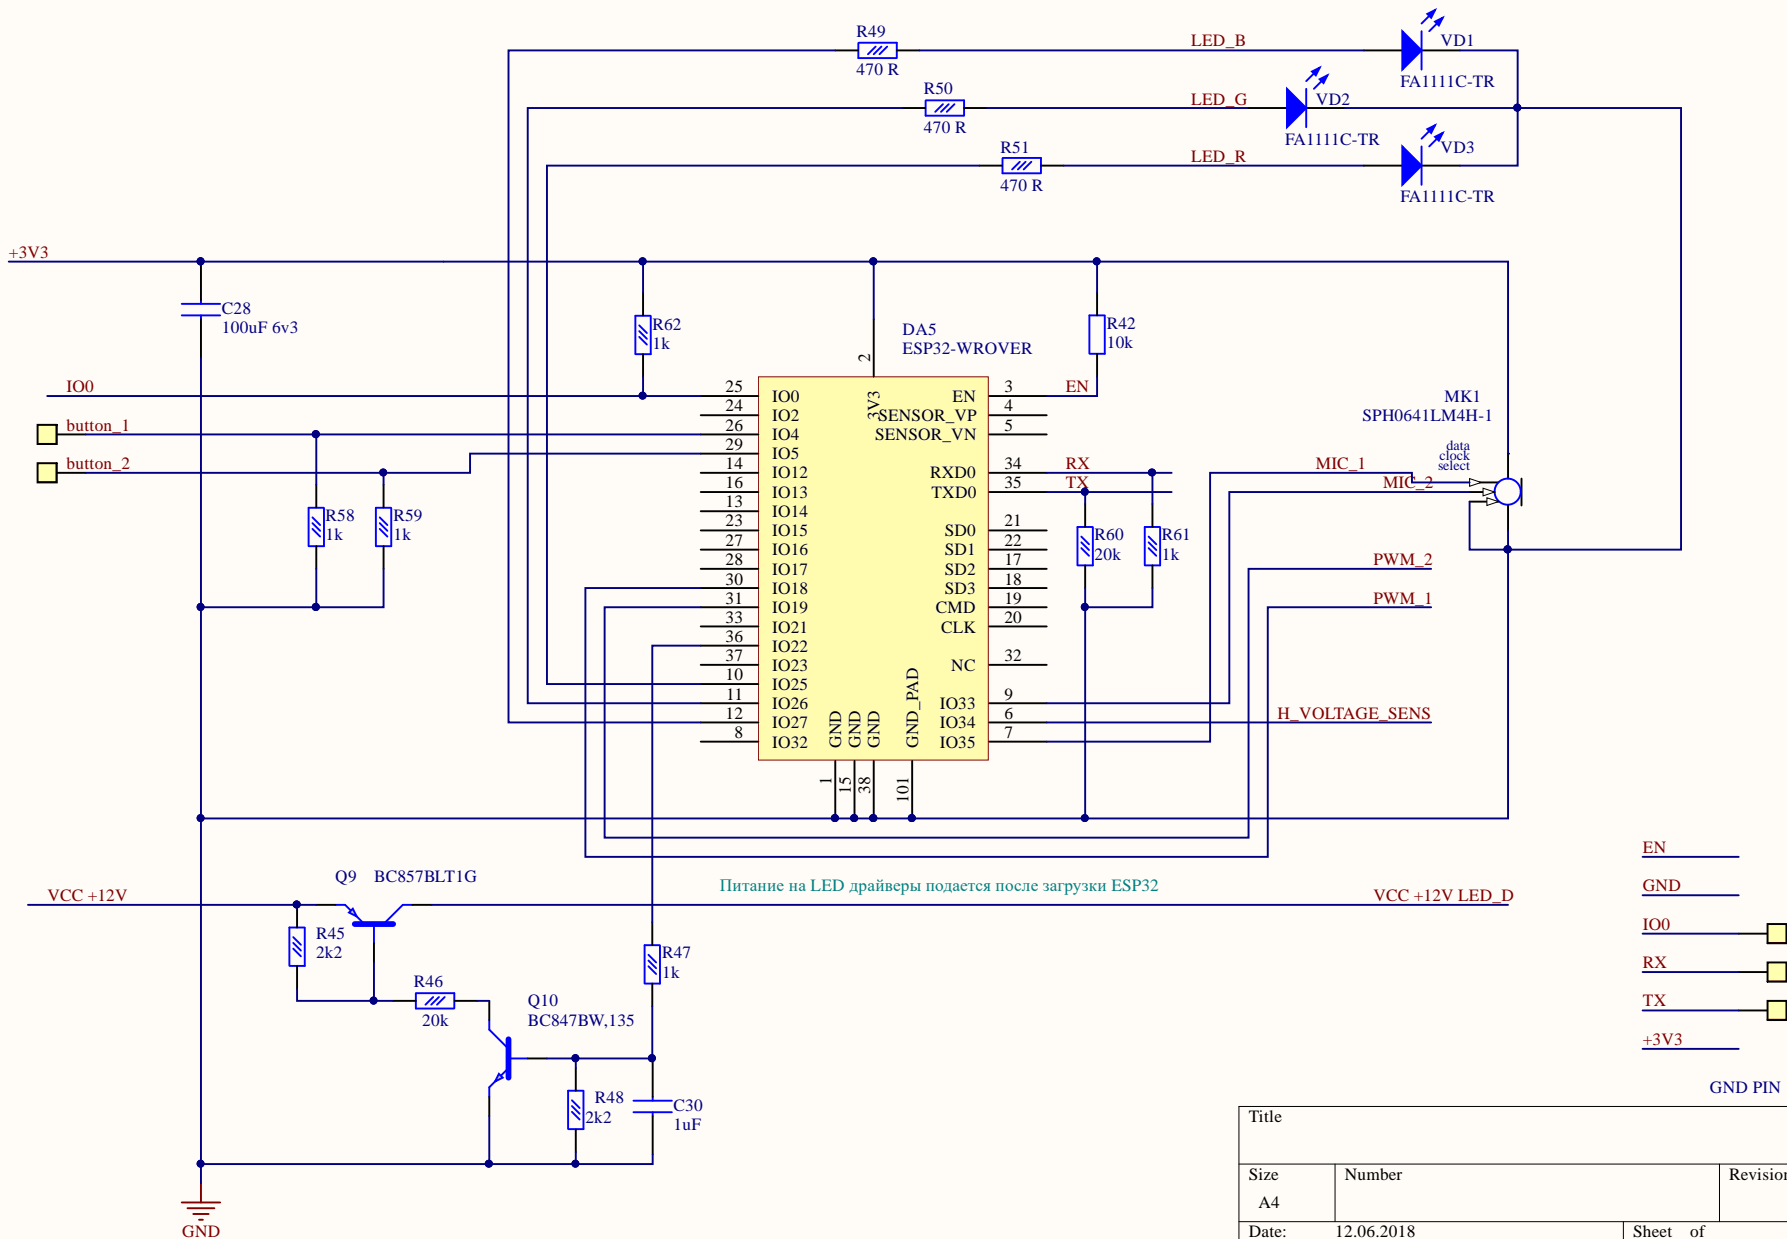 R49
470 R
LED_B
VD1
FA1111C-TR
R50
470 R
LED_G
VD2
FA1111C-TR
R51
470 R
LED_R
VD3
FA1111C-TR
+3V3
C28
100uF 6v3
R62
1k
DA5
ESP32-WROVER
R42
10k
2
3V3
IO0
button_1
button_2
25 IO0
24 IO2
26 IO4
29 IO5
14 IO12
16 IO13
13 IO14
23 IO15
27 IO16
28 IO17
30 IO18
31 IO19
33 IO21
36 IO22
37 IO23
10 IO25
11 IO26
12 IO27
8 IO32
EN 3 EN
SENSOR_VP 4
SENSOR_VN 5
RXD0 34 RX
TXD0 35 TX
SD0 21
SD1 22
SD2 17
SD3 18
CMD 19
CLK 20
NC 32
IO33 9
IO34 6
IO35 7
GND
GND
GND
GND_PAD
1
15
38
101
R58
1k
R59
1k
R60
20k
R61
1k
MK1
SPH0641LM4H-1
data
clock
select
MIC_1
MIC_2
PWM_2
PWM_1
H_VOLTAGE_SENS
Q9 BC857BLT1G
Питание на LED драйверы подается после загрузки ESP32
VCC +12V
VCC +12V LED_D
R45
2k2
R46
20k
Q10
BC847BW,135
R47
1k
R48
2k2
C30
1uF
GND
EN
GND
IO0
RX
TX
+3V3
GND PIN
Title
Size
A4
Number
Revision
Date:
12.06.2018
Sheet of